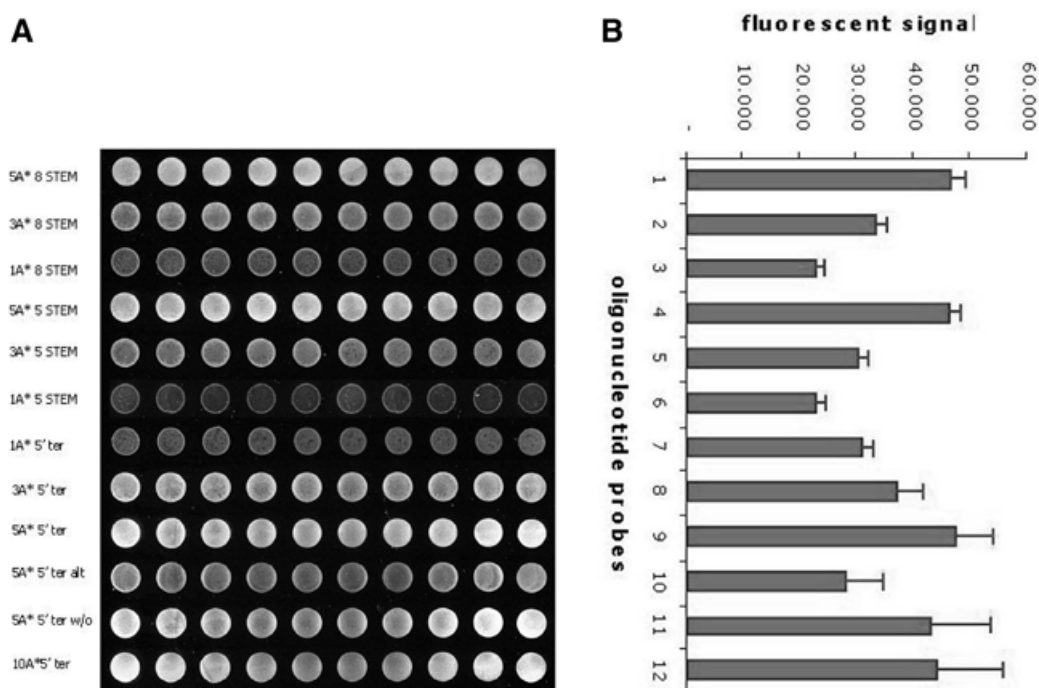 A
5A* 8 STEM
3A* 8 STEM
1A* 8 STEM
5A* 5 STEM
3A* 5 STEM
1A* 5 STEM
1A* 5' ter
3A* 5' ter
5A* 5' ter
5A* 5' ter alt
5A* 5' ter w/o
10A*5' ter
B
fluorescent signal
-
10.000
20.000
30.000
40.000
50.000
60.000
oligonucleotide probes
1
2
3
4
5
6
7
8
9
10
11
12